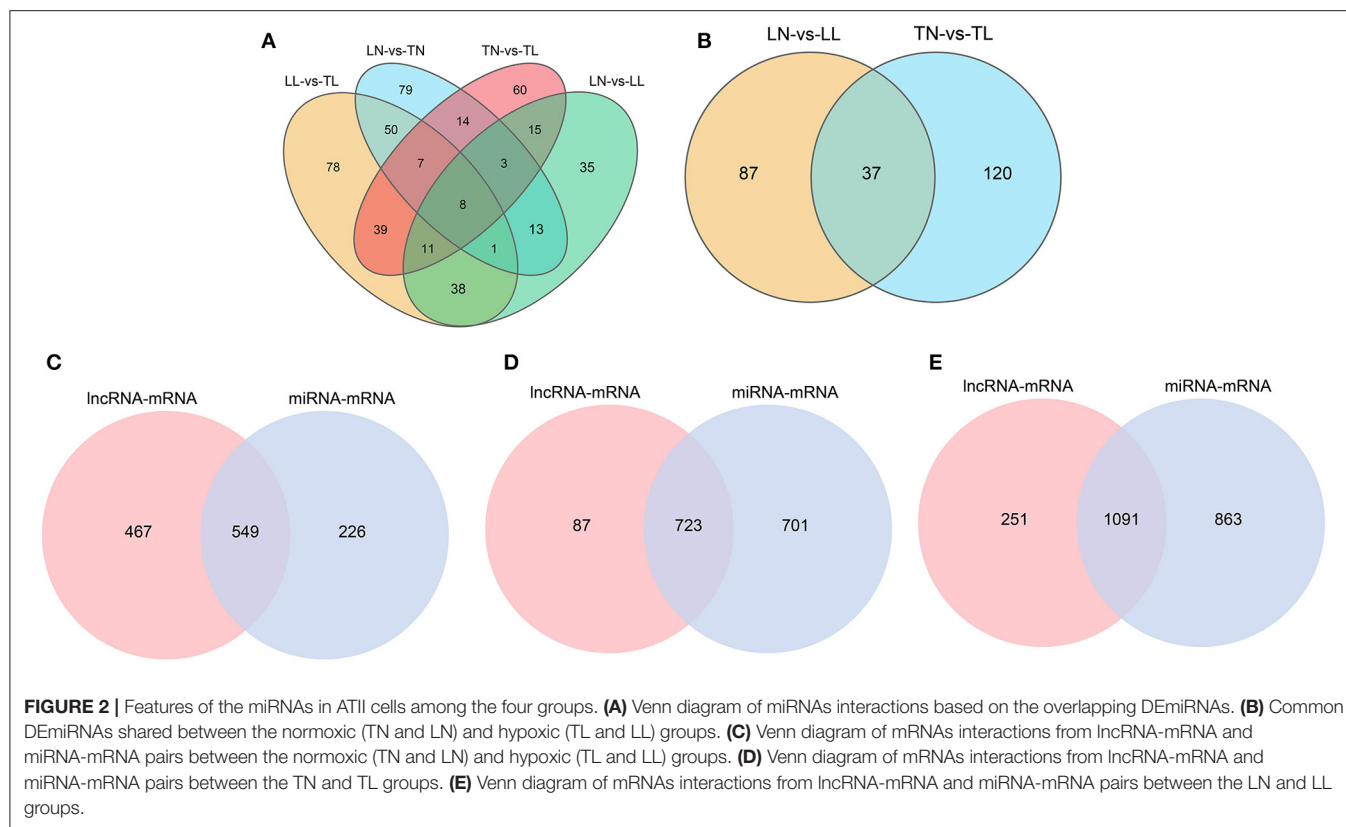 A
B
LN-vs-TN
TN-vs-TL
LL-vs-TL
LN-vs-LL
79
60
50
14
15
78
7
3
35
8
39
11
1
13
38
LN-vs-LL
TN-vs-TL
87
37
120
C
lncRNA-mRNA
miRNA-mRNA
467
549
226
D
lncRNA-mRNA
miRNA-mRNA
87
723
701
E
lncRNA-mRNA
miRNA-mRNA
251
1091
863
FIGURE 2 | Features of the miRNAs in ATII cells among the four groups. (A) Venn diagram of miRNAs interactions based on the overlapping DEmiRNAs. (B) Common
DEmiRNAs shared between the normoxic (TN and LN) and hypoxic (TL and LL) groups. (C) Venn diagram of mRNAs interactions from lncRNA-mRNA and
miRNA-mRNA pairs between the normoxic (TN and LN) and hypoxic (TL and LL) groups. (D) Venn diagram of mRNAs interactions from lncRNA-mRNA and
miRNA-mRNA pairs between the TN and TL groups. (E) Venn diagram of mRNAs interactions from lncRNA-mRNA and miRNA-mRNA pairs between the LN and LL
groups.